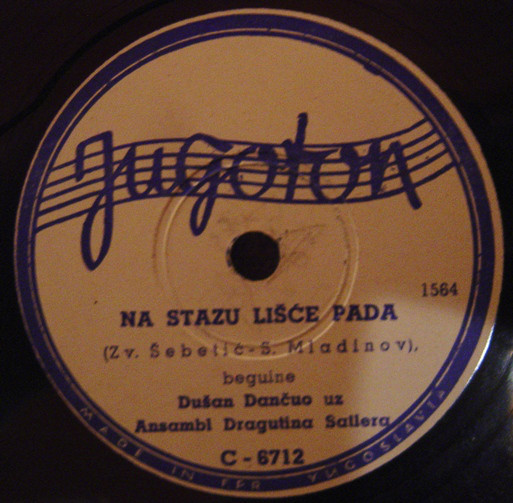 Jugoton
1564
NA STAZU LIŠĆE PADA
(Zv. Šebetić-S. Mladinov),
beguine
Dušan Dančuo uz
Ansambl Dragutina Satlera
C-6712
MADE IN FPR YUGOSLAVIA